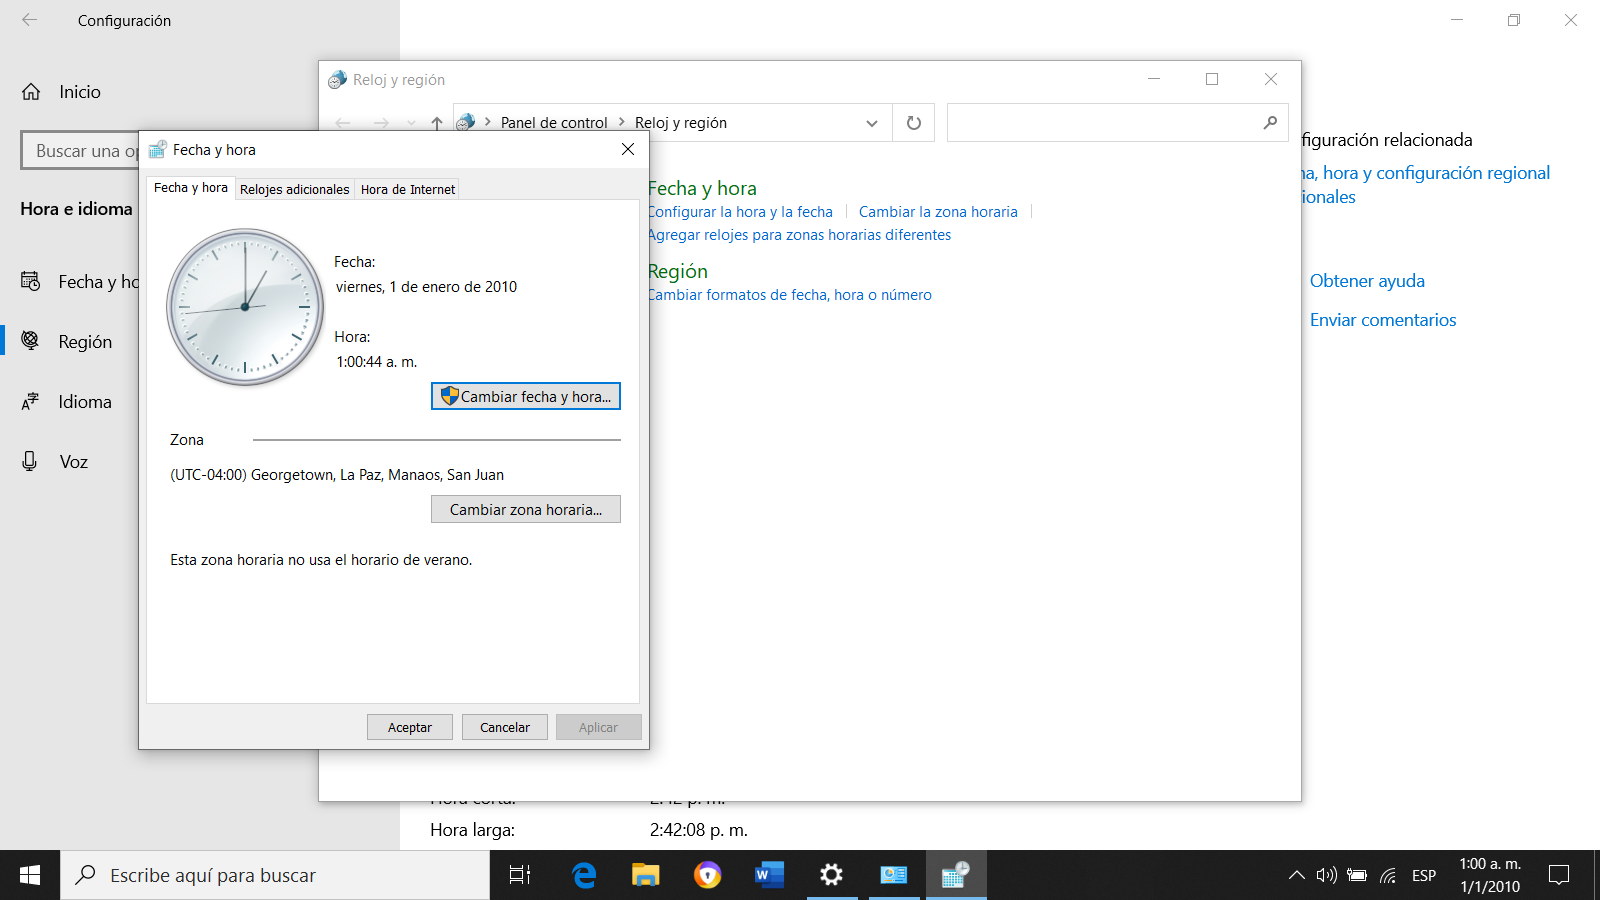 Configuración
Inicio
Buscar una op
Hora e idioma
Fecha y ho
Región
Idioma
Voz
Reloj y región
Panel de control
Reloj y región
Fecha y hora
Configurar la hora y la fecha
Cambiar la zona horaria
Agregar relojes para zonas horarias diferentes
Región
Cambiar formatos de fecha, hora o número
Fecha y hora
Fecha y hora
Relojes adicionales
Hora de Internet
Fecha:
viernes, 1 de enero de 2010
Hora:
1:00:44 a. m.
Cambiar fecha y hora...
Zona
(UTC-04:00) Georgetown, La Paz, Manaos, San Juan
Cambiar zona horaria...
Esta zona horaria no usa el horario de verano.
Aceptar
Cancelar
Aplicar
figuración relacionada
na, hora y configuración regional
ionales
Obtener ayuda
Enviar comentarios
Hora corta:
2:42 p. m.
Hora larga:
2:42:08 p. m.
Escribe aquí para buscar
ESP
1:00 a. m.
1/1/2010